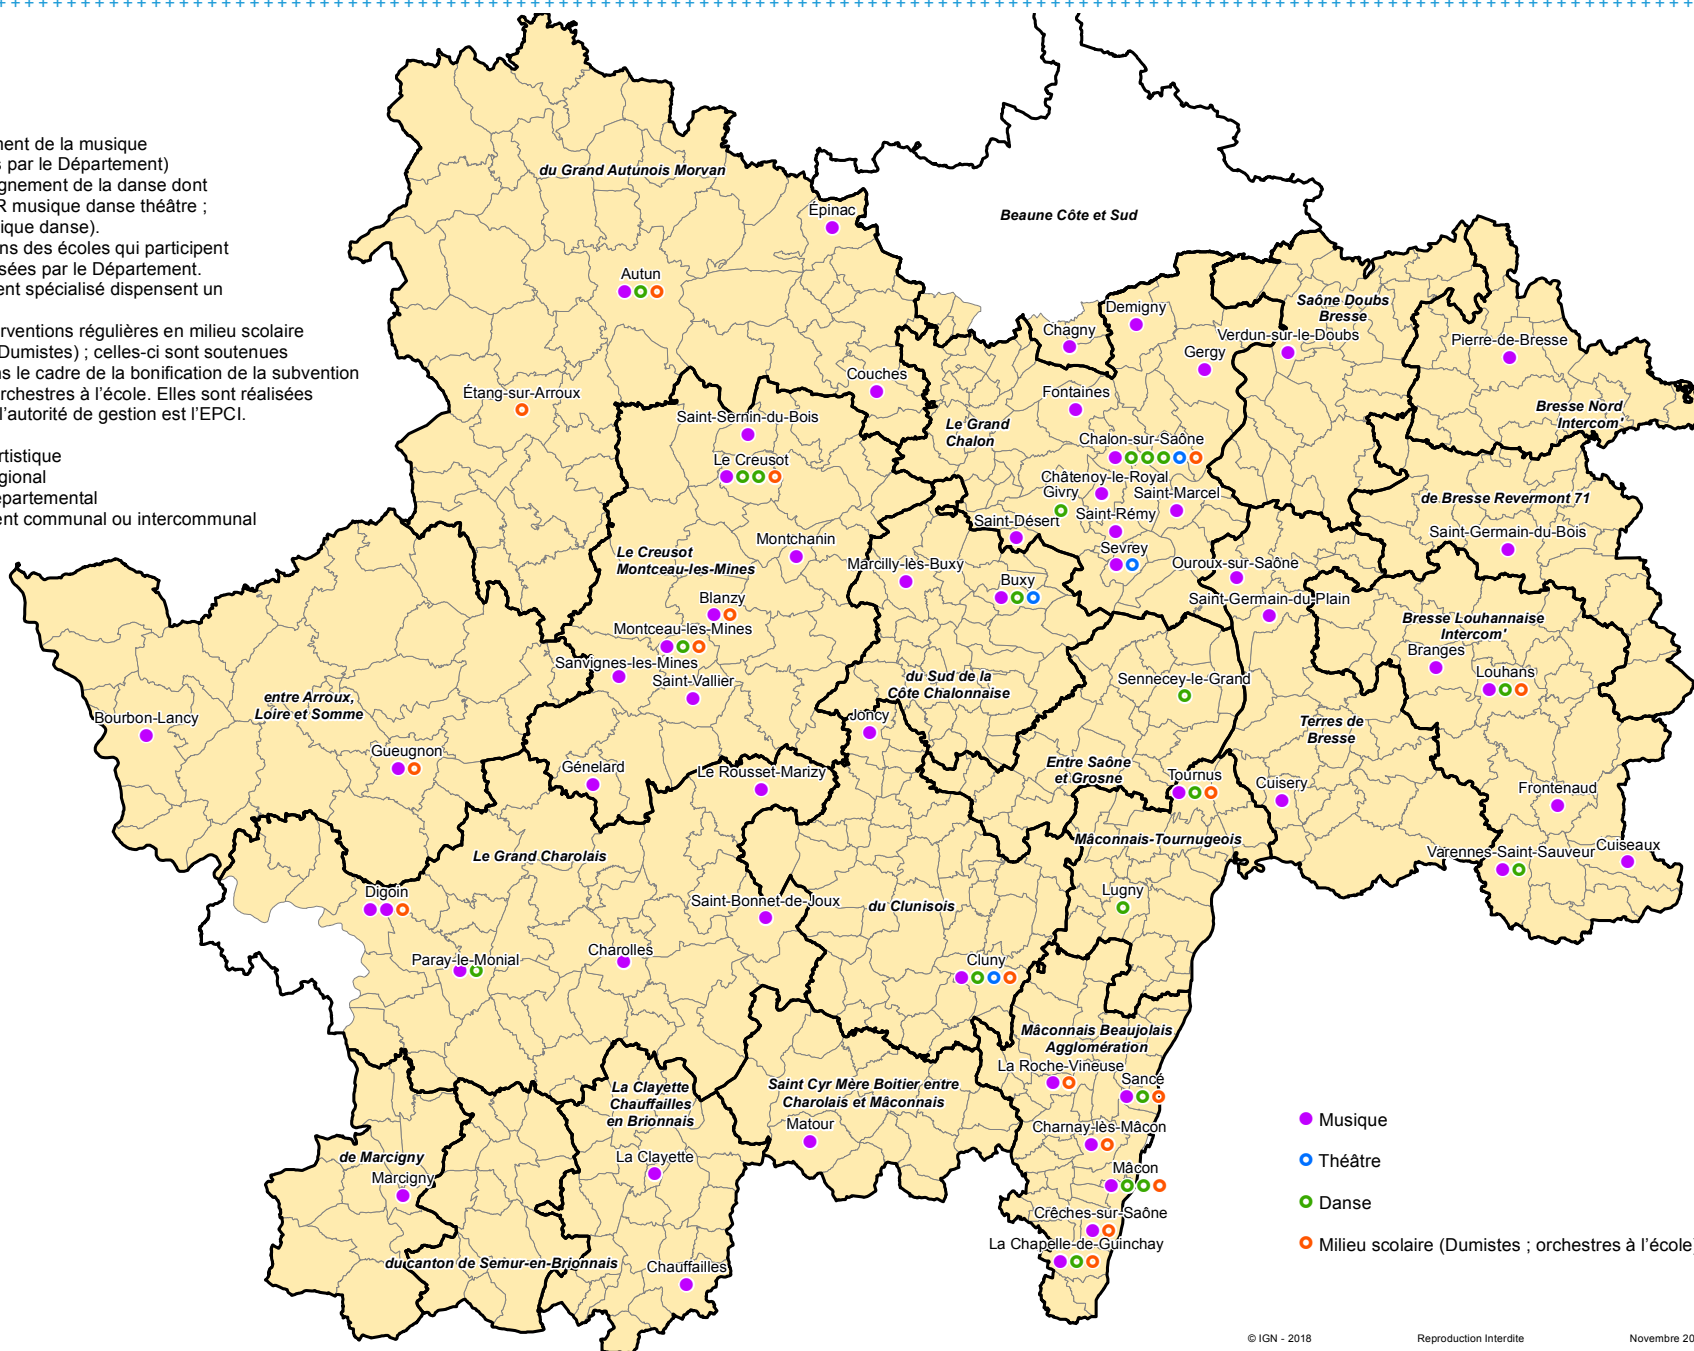 nent de la musique
s par le Département)
gnement de la danse dont
R musique danse théâtre ;
ique danse).
ns des écoles qui participent
sées par le Département.
ent spécialisé dispensent un
erventions régulières en milieu scolaire
(Dumistes) ; celles-ci sont soutenues
ns le cadre de la bonification de la subvention
orchestres à l'école. Elles sont réalisées
l'autorité de gestion est l'EPCI.
artistique
gional
épartemental
ent communal ou intercommunal
du Grand Autunois Morvan
Épinac
Beaune Côte et Sud
Autun
Saône Doubs
Bresse
Demigny
Chagny
Verdun-sur-le-Doubs
Pierre-de-Bresse
Gergy
Couches
Étang-sur-Arroux
Fontaines
Bresse Nord
Intercom'
Saint-Sernin-du-Bois
Le Grand
Chalon
Chalon-sur-Saône
Le Creusot
Châtenoy-le-Royal
Givry
Saint-Marcel
de Bresse Revermont 71
Saint-Désert
Saint-Rémy
Saint-Germain-du-Bois
Montchanin
Le Creusot
Montceau-les-Mines
Sevrey
Marcilly-lès-Buxy
Buxy
Ouroux-sur-Saône
Blanzy
Saint-Germain-du-Plain
Montceau-les-Mines
Bresse Louhannaise
Intercom'
Branges
Sanvignes-les-Mines
Saint-Vallier
du Sud de la
Côte Chalonnaise
Sennecey-le-Grand
Louhans
entre Arroux,
Loire et Somme
Bourbon-Lancy
Joncy
Terres de
Bresse
Gueugnon
Génelard
Le Rousset-Marizy
Entre Saône
et Grosne
Tournus
Cuisery
Frontenaud
Mâconnais-Tournugeois
Le Grand Charolais
Varennes-Saint-Sauveur
Cuiseaux
Digoin
Saint-Bonnet-de-Joux
du Clunisois
Lugny
Paray-le-Monial
Charolles
Cluny
Mâconnais Beaujolais
Agglomération
La Roche-Vineuse
Sancé
La Clayette
Chauffailles
en Brionnais
Saint Cyr Mère Boitier entre
Charolais et Mâconnais
Matour
Charnay-lès-Mâcon
de Marcigny
Marcigny
La Clayette
Mâcon
Crêches-sur-Saône
La Chapelle-de-Guinchay
du canton de Semur-en-Brionnais
Chauffailles
Musique
Théâtre
Danse
Milieu scolaire (Dumistes ; orchestres à l'école
© IGN - 2018
Reproduction Interdite
Novembre 20